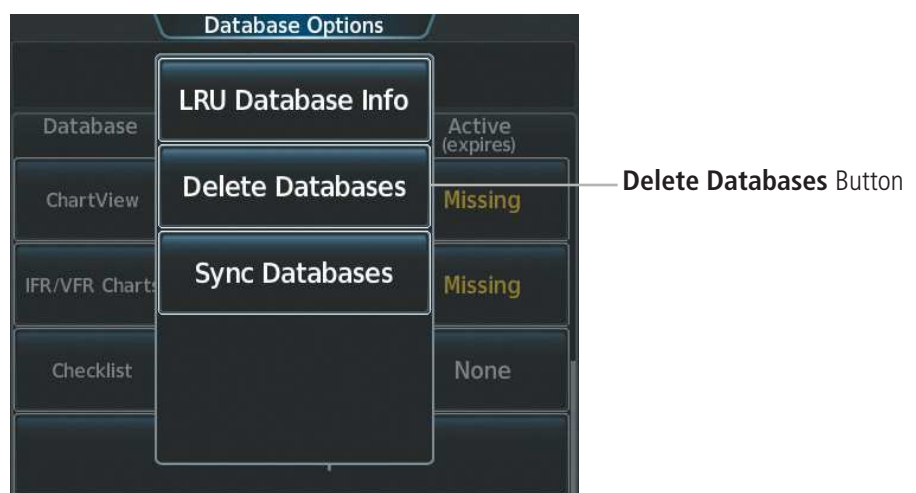 Database Options
LRU Database Info
Database
Active
(expires)
Delete Databases
Delete Databases Button
ChartView
Missing
Sync Databases
IFR/VFR Charts
Missing
Checklist
None